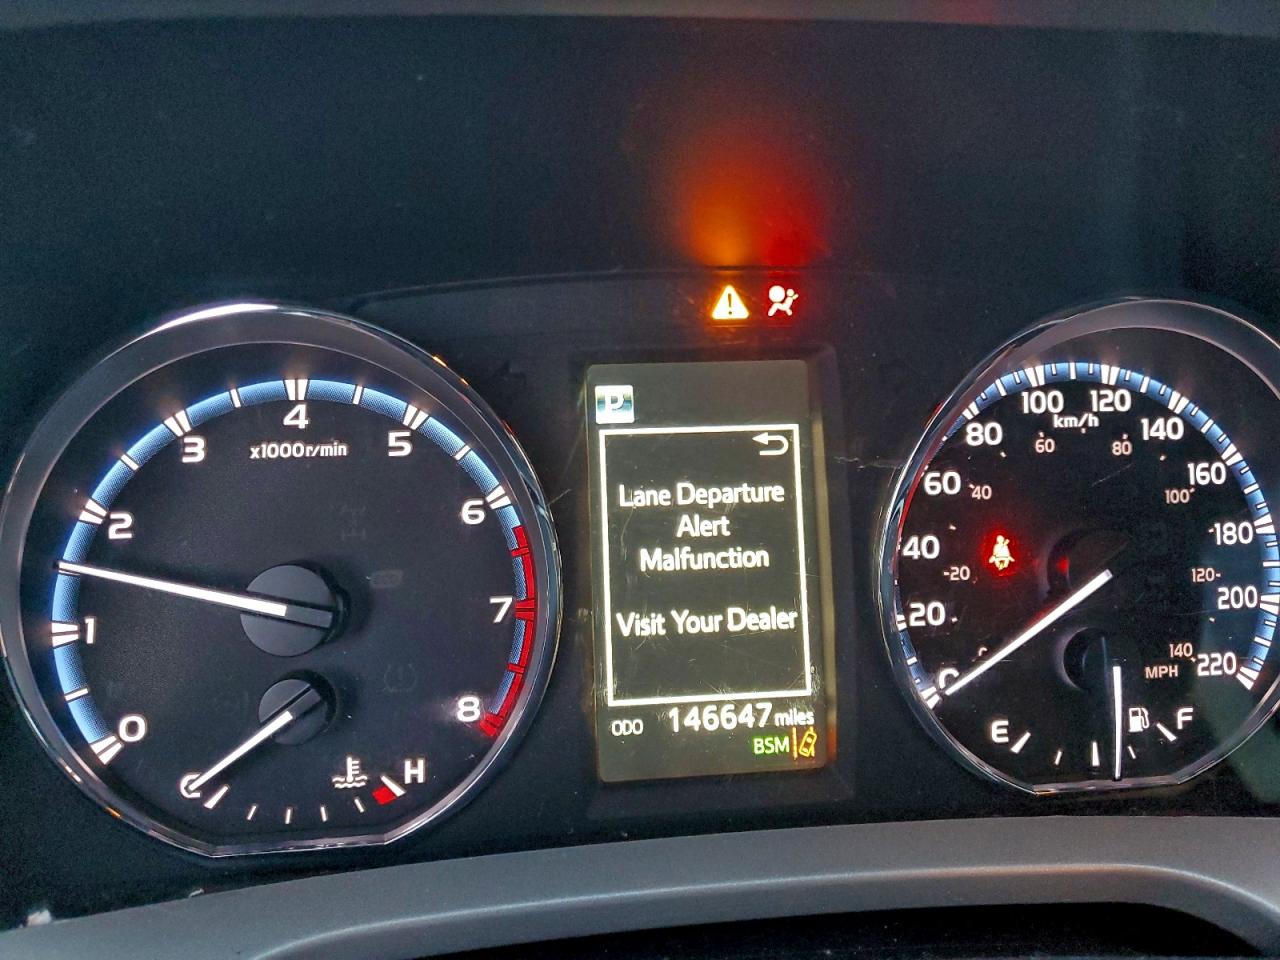 0
1
2
3
4
5
6
7
8
x1000r/min
C
H
P
Lane Departure
Alert
Malfunction
Visit Your Dealer
ODO 146647 miles
BSM
20
40
60
80
100
120
140
160
180
200
220
km/h
20
40
60
80
100
120
140
MPH
E
F